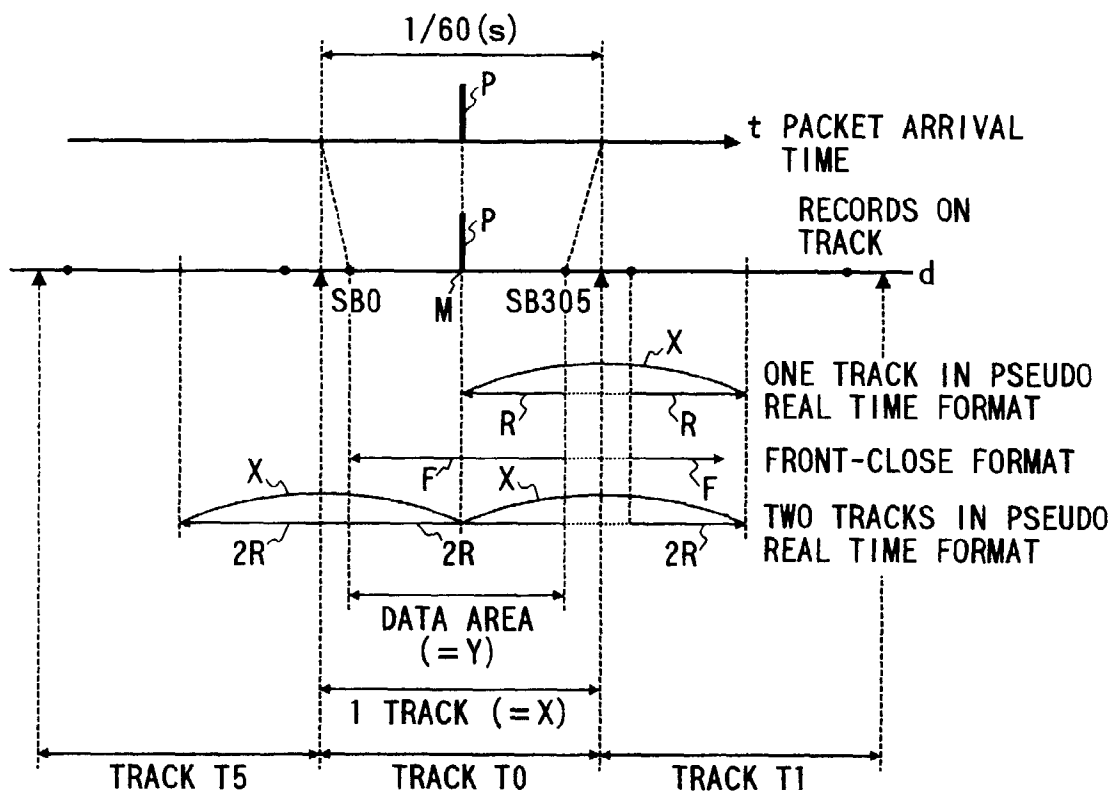 1/60(s)
P
t PACKET ARRIVAL
TIME
P
RECORDS ON
TRACK
d
SB0
M
SB305
X
ONE TRACK IN PSEUDO
REAL TIME FORMAT
R
R
FRONT-CLOSE FORMAT
F
F
X
X
TWO TRACKS IN PSEUDO
REAL TIME FORMAT
2R
2R
2R
DATA AREA
(=Y)
1 TRACK (=X)
TRACK T5
TRACK T0
TRACK T1